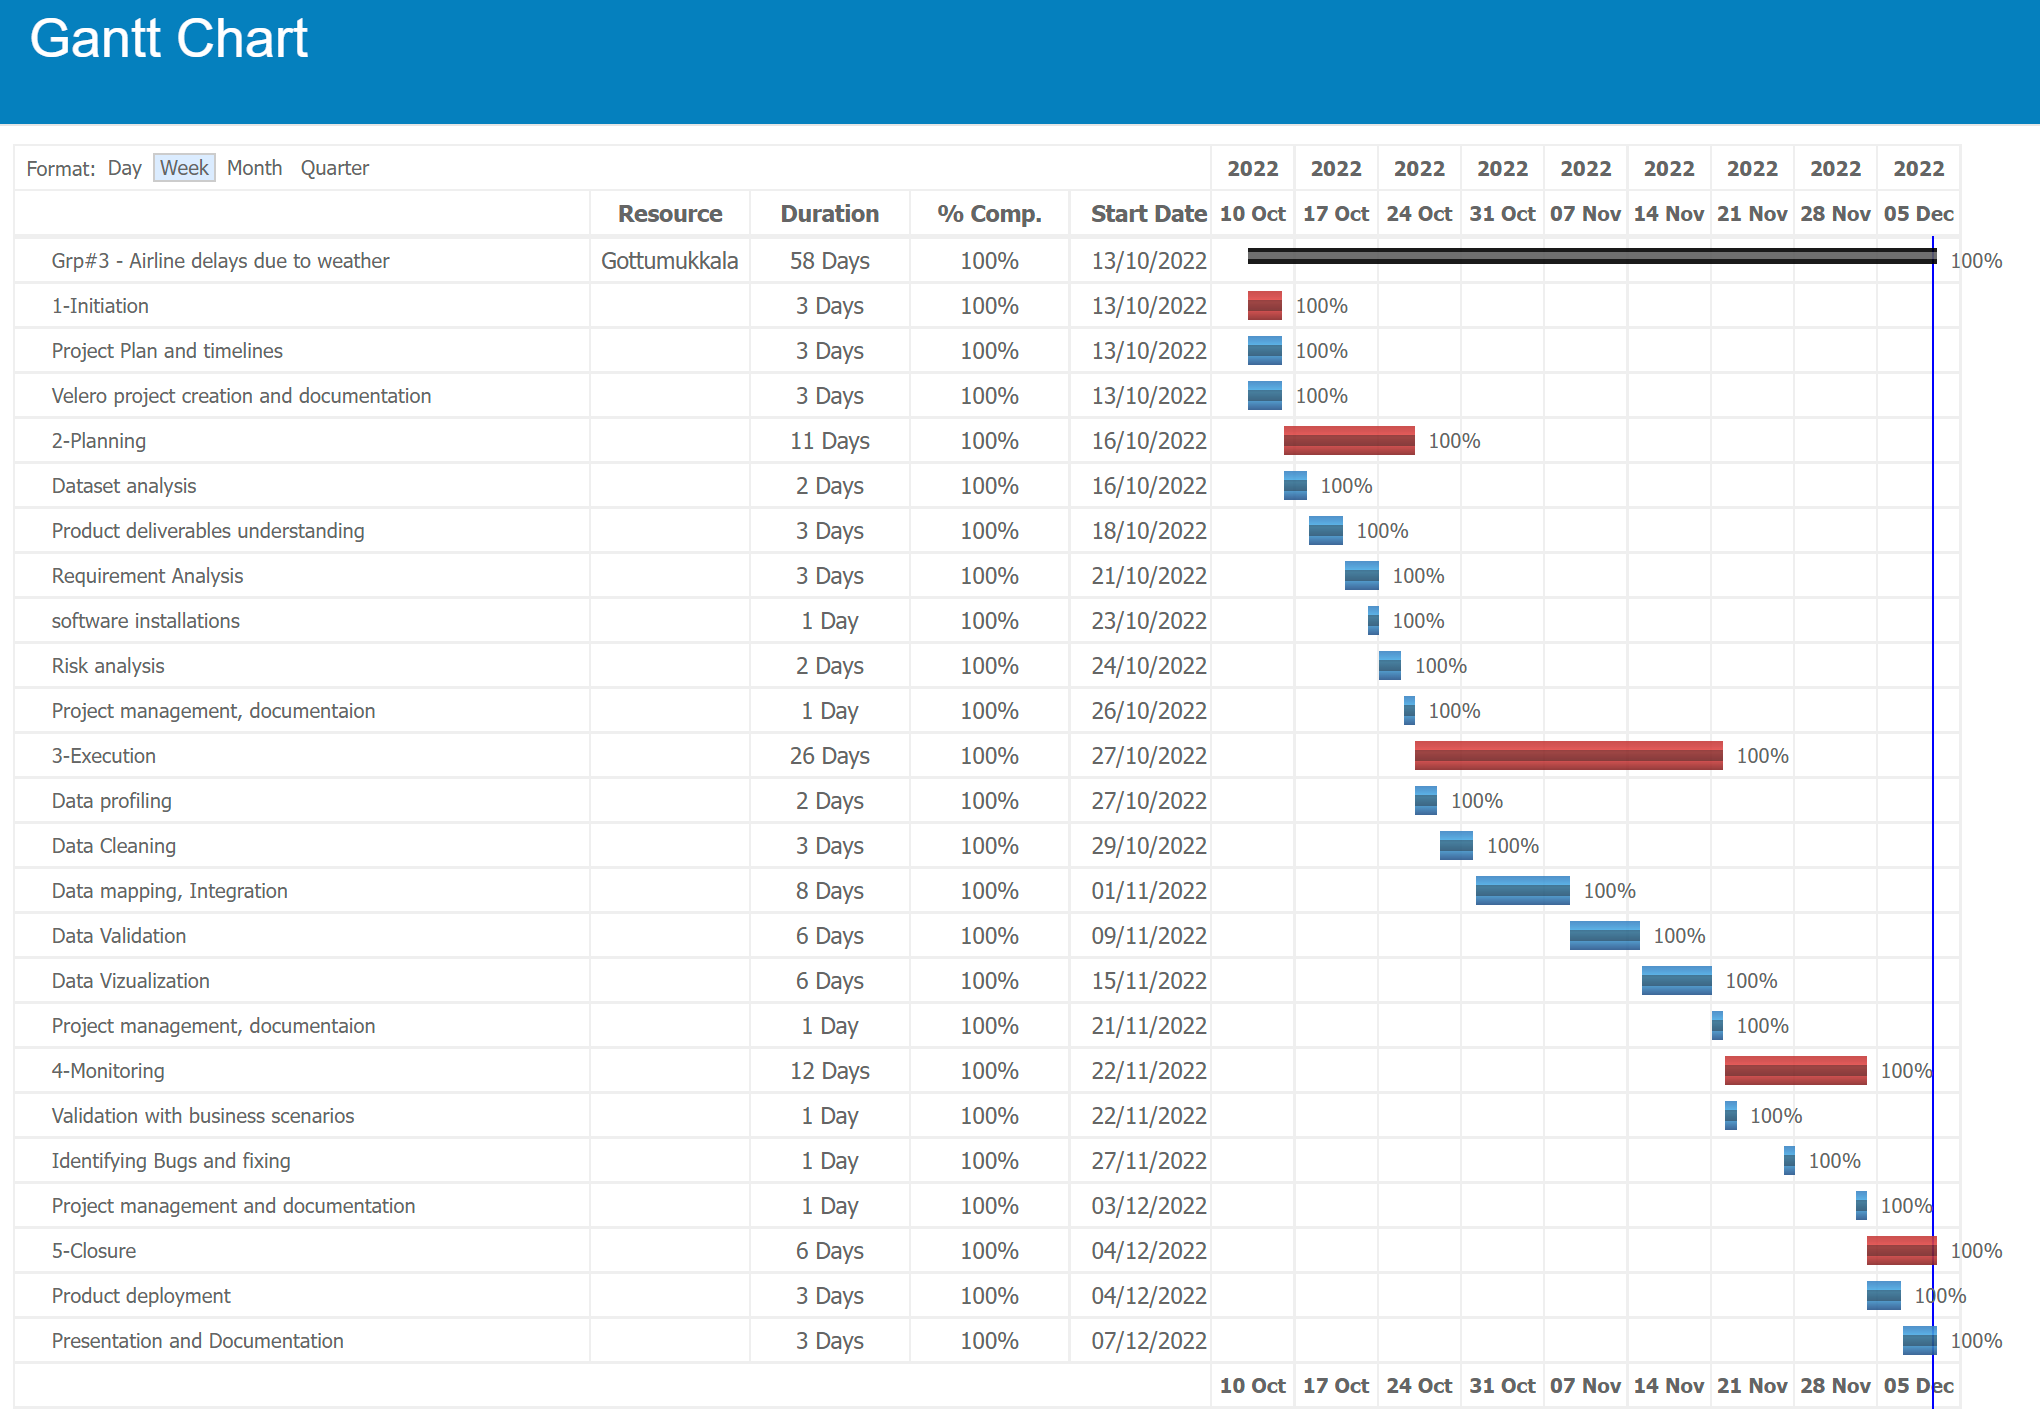 Gantt Chart
Format: Day Week Month Quarter 2022 2022 2022 2022 2022 2022 2022 2022 2022
Resource Duration % Comp. Start Date 10 Oct 17 Oct 24 Oct 31 Oct 07 Nov 14 Nov 21 Nov 28 Nov 05 Dec
Grp#3 - Airline delays due to weather Gottumukkala 58 Days 100% 13/10/2022 100%
1-Initiation 3 Days 100% 13/10/2022 100%
Project Plan and timelines 3 Days 100% 13/10/2022 100%
Velero project creation and documentation 3 Days 100% 13/10/2022 100%
2-Planning 11 Days 100% 16/10/2022 100%
Dataset analysis 2 Days 100% 16/10/2022 100%
Product deliverables understanding 3 Days 100% 18/10/2022 100%
Requirement Analysis 3 Days 100% 21/10/2022 100%
software installations 1 Day 100% 23/10/2022 100%
Risk analysis 2 Days 100% 24/10/2022 100%
Project management, documentaion 1 Day 100% 26/10/2022 100%
3-Execution 26 Days 100% 27/10/2022 100%
Data profiling 2 Days 100% 27/10/2022 100%
Data Cleaning 3 Days 100% 29/10/2022 100%
Data mapping, Integration 8 Days 100% 01/11/2022 100%
Data Validation 6 Days 100% 09/11/2022 100%
Data Vizualization 6 Days 100% 15/11/2022 100%
Project management, documentaion 1 Day 100% 21/11/2022 100%
4-Monitoring 12 Days 100% 22/11/2022 100%
Validation with business scenarios 1 Day 100% 22/11/2022 100%
Identifying Bugs and fixing 1 Day 100% 27/11/2022 100%
Project management and documentation 1 Day 100% 03/12/2022 100%
5-Closure 6 Days 100% 04/12/2022 100%
Product deployment 3 Days 100% 04/12/2022 100%
Presentation and Documentation 3 Days 100% 07/12/2022 100%
10 Oct 17 Oct 24 Oct 31 Oct 07 Nov 14 Nov 21 Nov 28 Nov 05 Dec